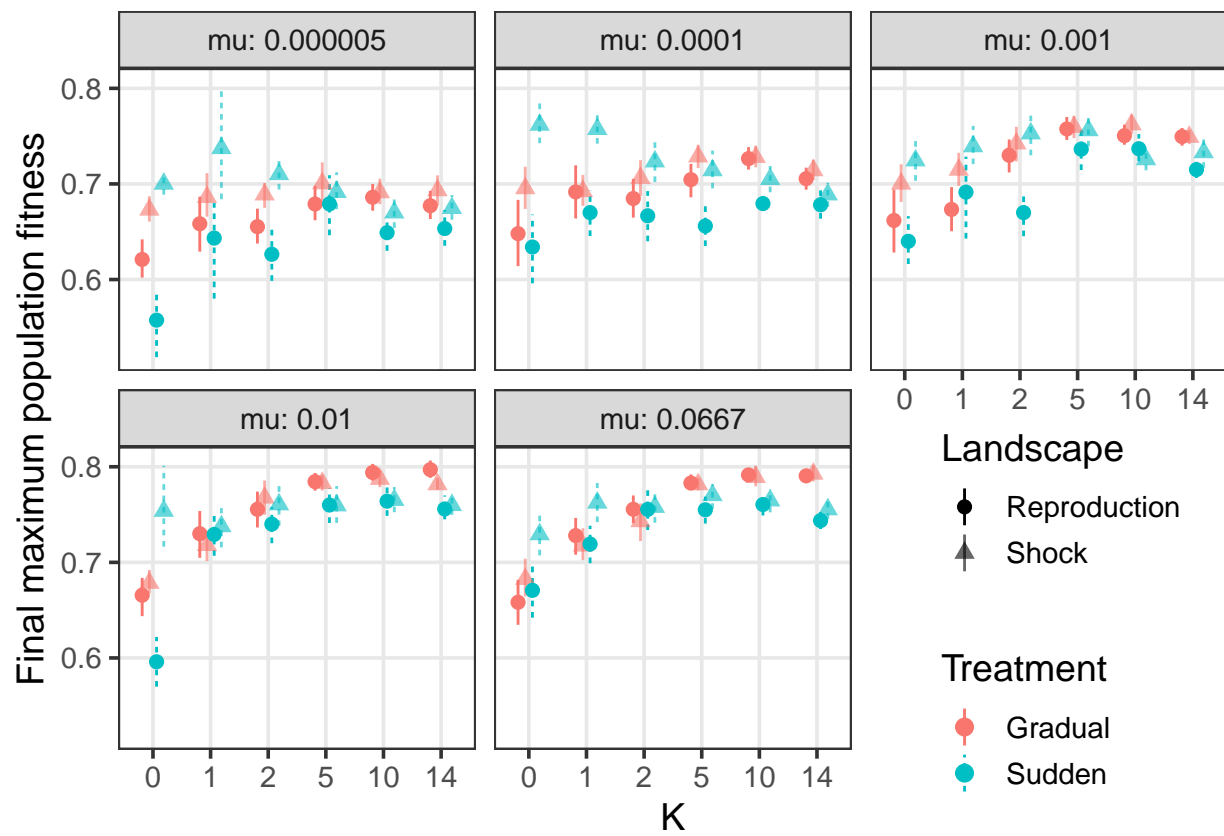 mu: 0.000005
mu: 0.0001
mu: 0.001
Final maximum population fitness
0.8
0.7
0.6
0 1 2 5 10 14
mu: 0.01
mu: 0.0667
0.8
0.7
0.6
0 1 2 5 10 14
0 1 2 5 10 14
K
Landscape
Reproduction
Shock
Treatment
Gradual
Sudden